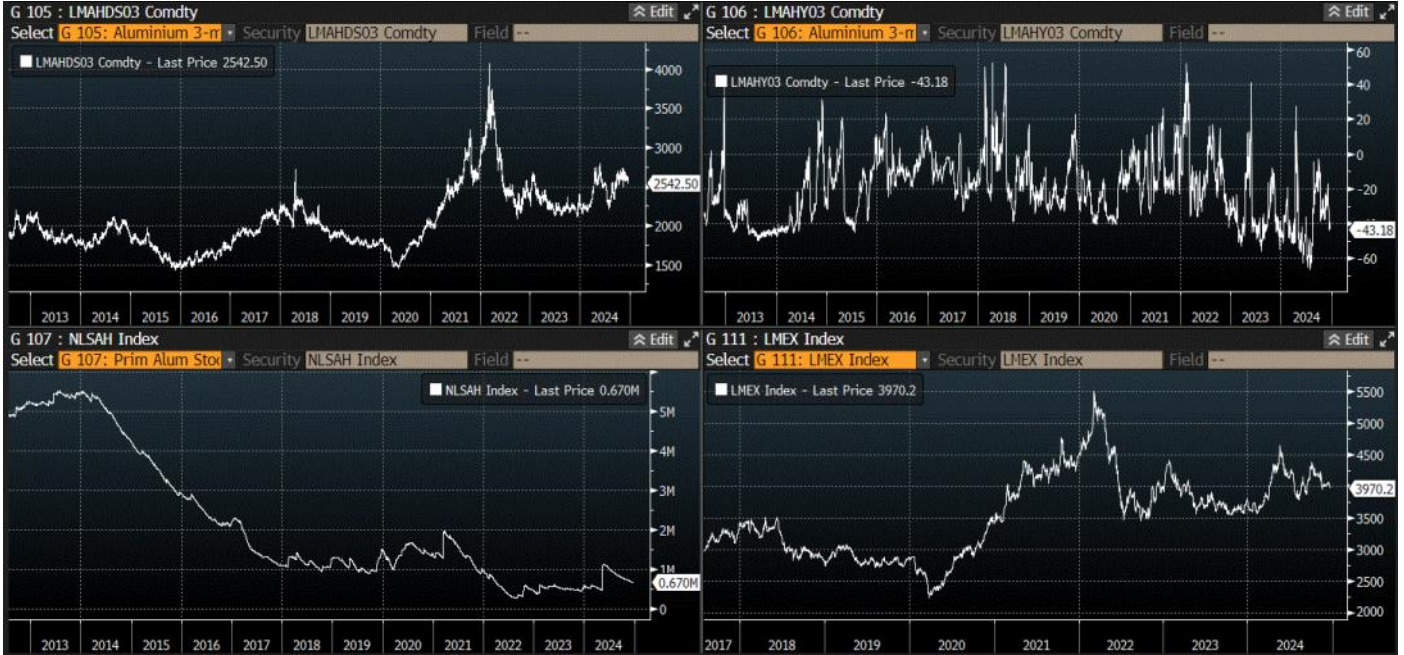 G 105 : LMAHDS03 Comdty
Edit
Select G 105: Aluminium 3-m Security LMAHDS03 Comdty Field --
LMAHDS03 Comdty - Last Price 2542.50
4000
3500
3000
2542.50
2000
1500
2013 2014 2015 2016 2017 2018 2019 2020 2021 2022 2023 2024
G 106 : LMAHY03 Comdty
Edit
Select G 106: Aluminium 3-m Security LMAHY03 Comdty Field --
LMAHY03 Comdty - Last Price -43.18
60
40
20
0
-20
-43.18
-60
2013 2014 2015 2016 2017 2018 2019 2020 2021 2022 2023 2024
G 107 : NLSAH Index
Edit
Select G 107: Prim Alum Stoc Security NLSAH Index Field --
NLSAH Index - Last Price 0.670M
5M
4M
3M
2M
1M
0.670M
0
2013 2014 2015 2016 2017 2018 2019 2020 2021 2022 2023 2024
G 111 : LMEX Index
Edit
Select G 111: LMEX Index Security LMEX Index Field --
LMEX Index - Last Price 3970.2
5500
5000
4500
3970.2
3500
3000
2500
2000
2017 2018 2019 2020 2021 2022 2023 2024